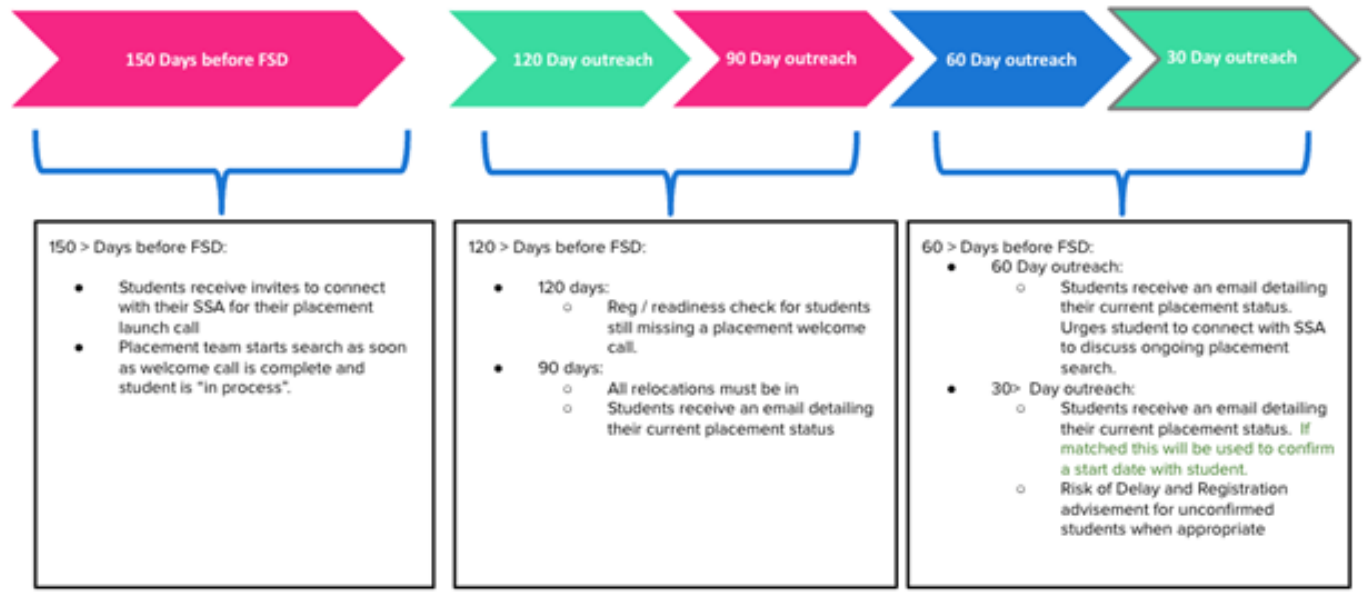 150 Days before FSD
120 Day outreach
90 Day outreach
60 Day outreach
30 Day outreach
150 > Days before FSD:
● Students receive invites to connect
with their SSA for their placement
launch call
● Placement team starts search as soon
as welcome call is complete and
student is “in process”.
120 > Days before FSD:
● 120 days:
○ Reg / readiness check for students
still missing a placement welcome
call.
● 90 days:
○ All relocations must be in
○ Students receive an email detailing
their current placement status
60 > Days before FSD:
● 60 Day outreach:
○ Students receive an email detailing
their current placement status.
Urges student to connect with SSA
to discuss ongoing placement
search.
● 30> Day outreach:
○ Students receive an email detailing
their current placement status. If
matched this will be used to confirm
a start date with student.
○ Risk of Delay and Registration
advisement for unconfirmed
students when appropriate